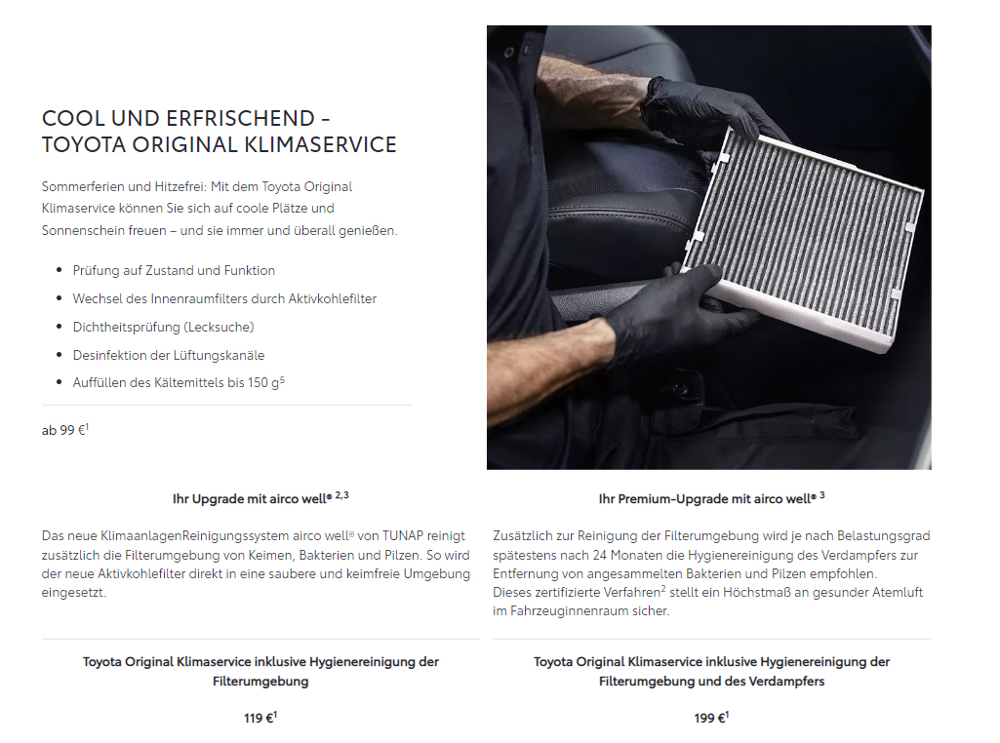 COOL UND ERFRISCHEND –
TOYOTA ORIGINAL KLIMASERVICE
Sommerferien und Hitzefrei: Mit dem Toyota Original
Klimaservice können Sie sich auf coole Plätze und
Sonnenschein freuen – und sie immer und überall genießen.
• Prüfung auf Zustand und Funktion
• Wechsel des Innenraumfilters durch Aktivkohlefilter
• Dichtheitsprüfung (Lecksuche)
• Desinfektion der Lüftungskanäle
• Auffüllen des Kältemittels bis 150 g⁵
ab 99 €¹
Ihr Upgrade mit airco well® ²,³
Das neue KlimaanlagenReinigungssystem airco well® von TUNAP reinigt
zusätzlich die Filterumgebung von Keimen, Bakterien und Pilzen. So wird
der neue Aktivkohlefilter direkt in eine saubere und keimfreie Umgebung
eingesetzt.
Toyota Original Klimaservice inklusive Hygienereinigung der
Filterumgebung
119 €¹
Ihr Premium-Upgrade mit airco well® ³
Zusätzlich zur Reinigung der Filterumgebung wird je nach Belastungsgrad
spätestens nach 24 Monaten die Hygienereinigung des Verdampfers zur
Entfernung von angesammelten Bakterien und Pilzen empfohlen.
Dieses zertifizierte Verfahren² stellt ein Höchstmaß an gesunder Atemluft
im Fahrzeuginnenraum sicher.
Toyota Original Klimaservice inklusive Hygienereinigung der
Filterumgebung und des Verdampfers
199 €¹